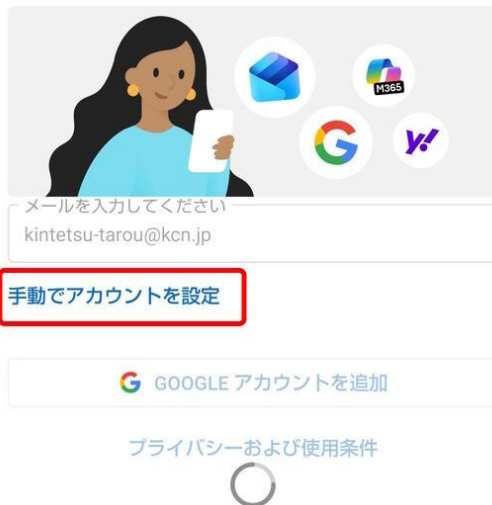 M365
G
y!
メールを入力してください
kintetsu-tarou@kcn.jp
手動でアカウントを設定
G GOOGLE アカウントを追加
プライバシーおよび使用条件